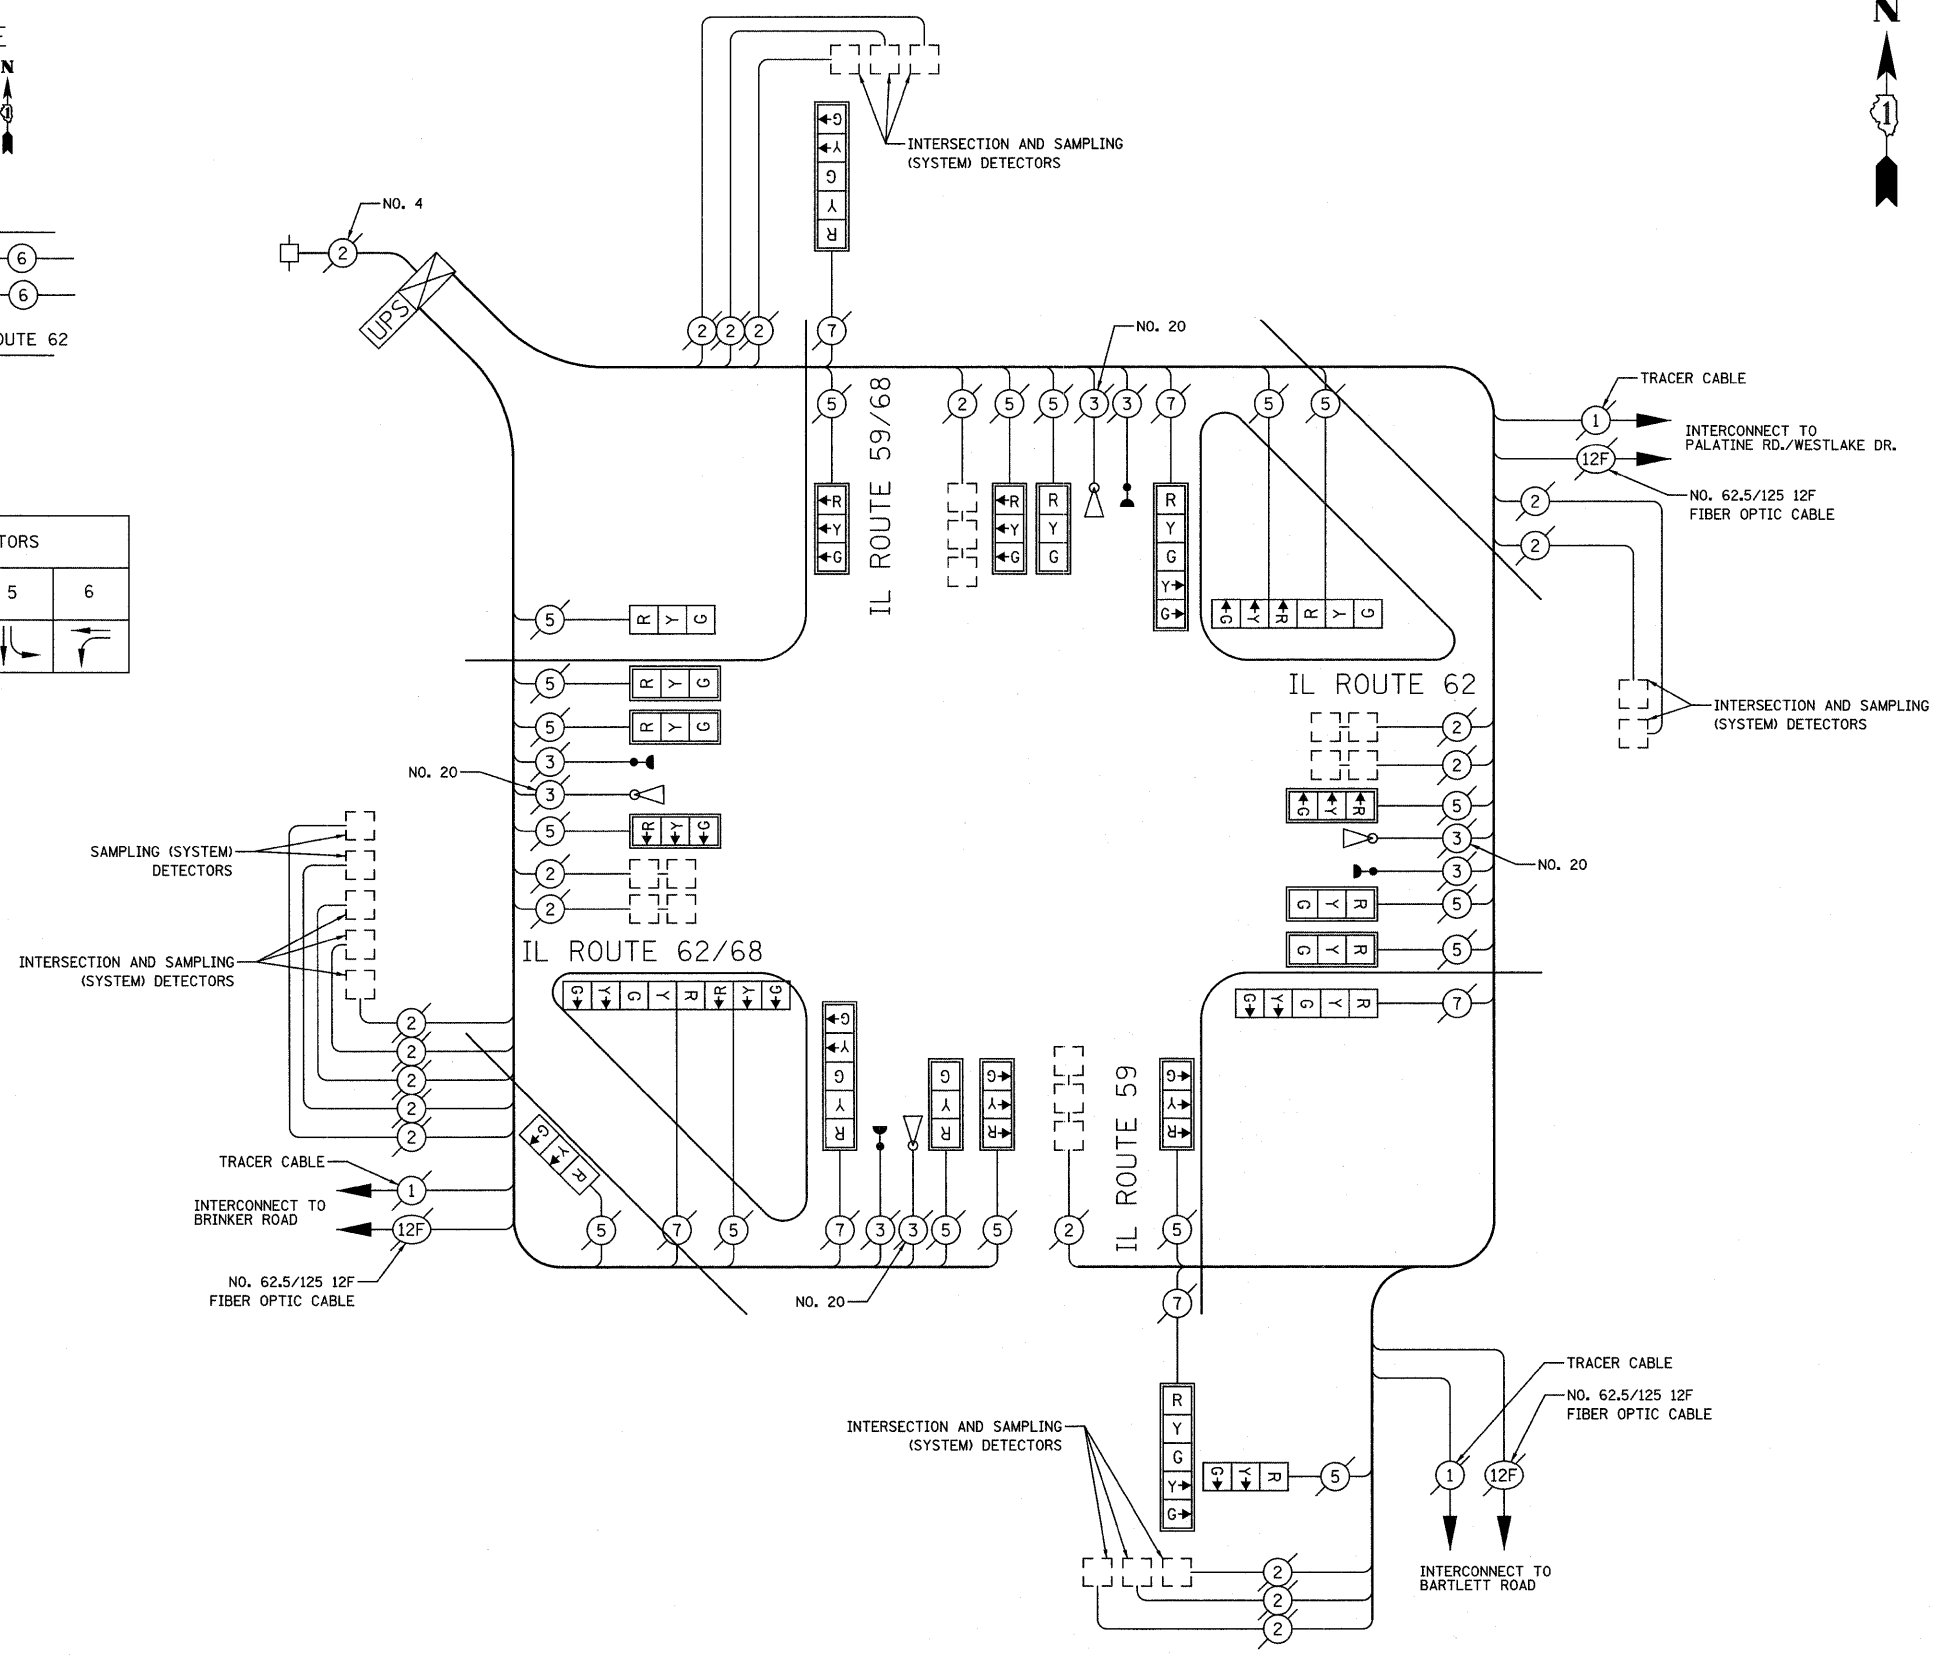 N
N
1
INTERSECTION AND SAMPLING
(SYSTEM) DETECTORS
G
Y
G
Y
R
NO. 4
2
UPS
6
6
OUTE 62
2
2
2
7
NO. 20
TRACER CABLE
5
2
5
5
3
3
7
5
5
1
INTERCONNECT TO
PALATINE RD./WESTLAKE DR.
12F
NO. 62.5/125 12F
FIBER OPTIC CABLE
2
2
IL ROUTE 59/68
R
Y
G
R
Y
G
R
Y
G
R
Y
G
Y
G
G Y R R Y G
TORS
5
6
5
R Y G
5
R Y G
5
R Y G
3
NO. 20
3
5
R Y G
2
2
IL ROUTE 62/68
IL ROUTE 62
2
2
G Y R
5
3
NO. 20
3
G Y R
5
G Y R
5
G Y G Y R
7
INTERSECTION AND SAMPLING
(SYSTEM) DETECTORS
SAMPLING (SYSTEM)
DETECTORS
INTERSECTION AND SAMPLING
(SYSTEM) DETECTORS
2
2
2
2
2
TRACER CABLE
1
INTERCONNECT TO
BRINKER ROAD
12F
NO. 62.5/125 12F
FIBER OPTIC CABLE
G Y G Y R R Y G
G Y R
G
Y
G
Y
R
G
Y
R
G
Y
R
5
7
5
7
3
3
5
5
NO. 20
2
IL ROUTE 59
G
Y
R
5
7
R
Y
G
Y
G
G Y R
5
INTERSECTION AND SAMPLING
(SYSTEM) DETECTORS
2
2
2
TRACER CABLE
NO. 62.5/125 12F
FIBER OPTIC CABLE
1
12F
INTERCONNECT TO
BARTLETT ROAD